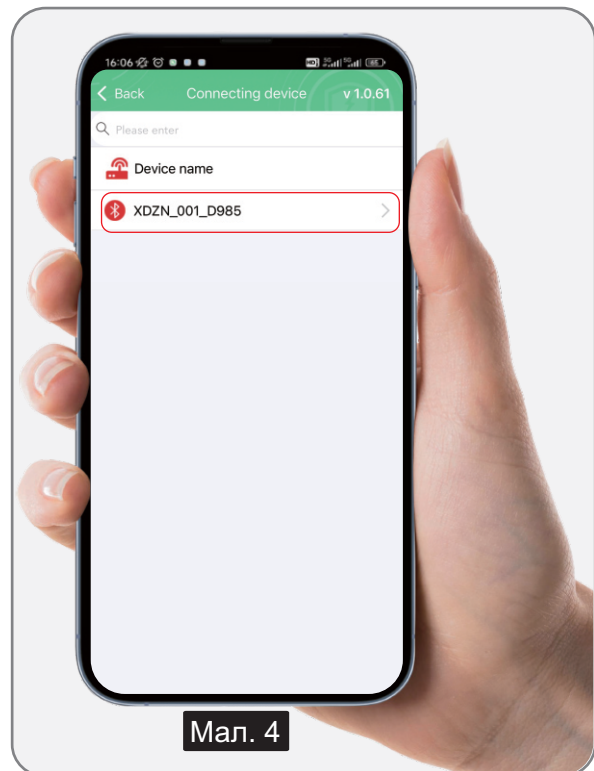 16:06
Back Connecting device v 1.0.61
Please enter
Device name
XDZN_001_D985
Мал. 4